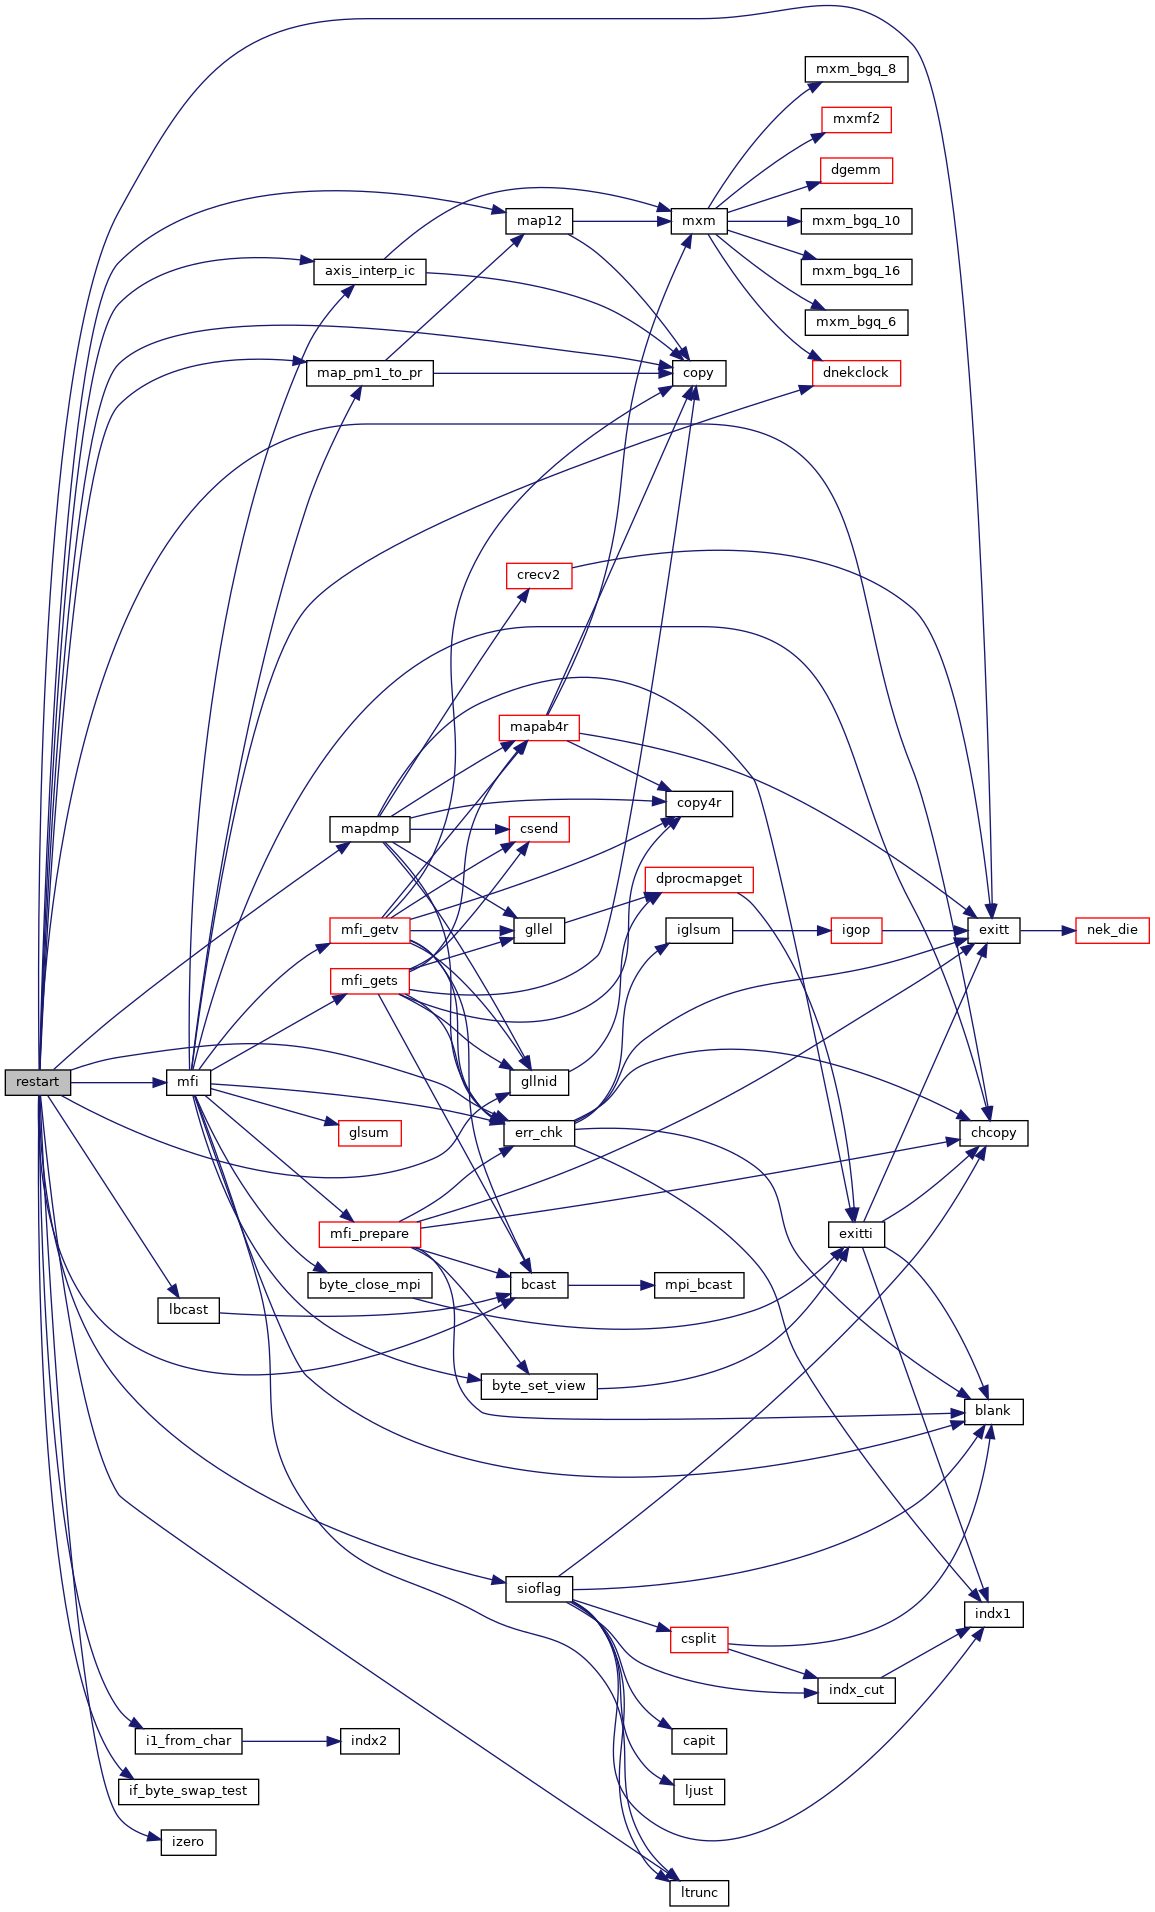 mxm_bgq_8
mxmf2
dgemm
map12
mxm
mxm_bgq_10
axis_interp_ic
mxm_bgq_16
mxm_bgq_6
map_pm1_to_pr
copy
dnekclock
crecv2
mapab4r
copy4r
mapdmp
csend
dprocmapget
mfi_getv
gllel
iglsum
igop
exitt
nek_die
mfi_gets
restart
mfi
gllnid
glsum
err_chk
chcopy
mfi_prepare
exitti
byte_close_mpi
bcast
mpi_bcast
lbcast
byte_set_view
blank
sioflag
indx1
csplit
indx_cut
i1_from_char
indx2
capit
if_byte_swap_test
ljust
izero
ltrunc